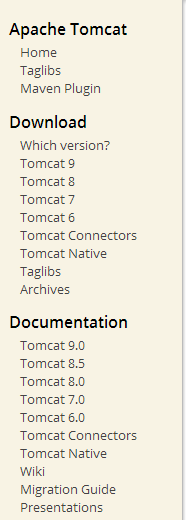 Apache Tomcat
Home
Taglibs
Maven Plugin
Download
Which version?
Tomcat 9
Tomcat 8
Tomcat 7
Tomcat 6
Tomcat Connectors
Tomcat Native
Taglibs
Archives
Documentation
Tomcat 9.0
Tomcat 8.5
Tomcat 8.0
Tomcat 7.0
Tomcat 6.0
Tomcat Connectors
Tomcat Native
Wiki
Migration Guide
Presentations